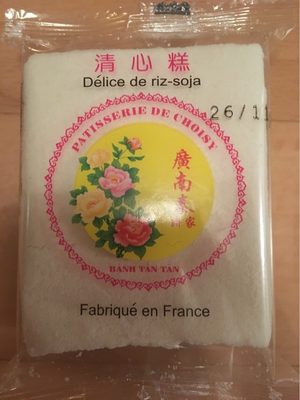 清心糕
Délice de riz-soja
26/11
PATISSERIE DE CHOISY
廣南
家
BANH TAN TAN
Fabriqué en France